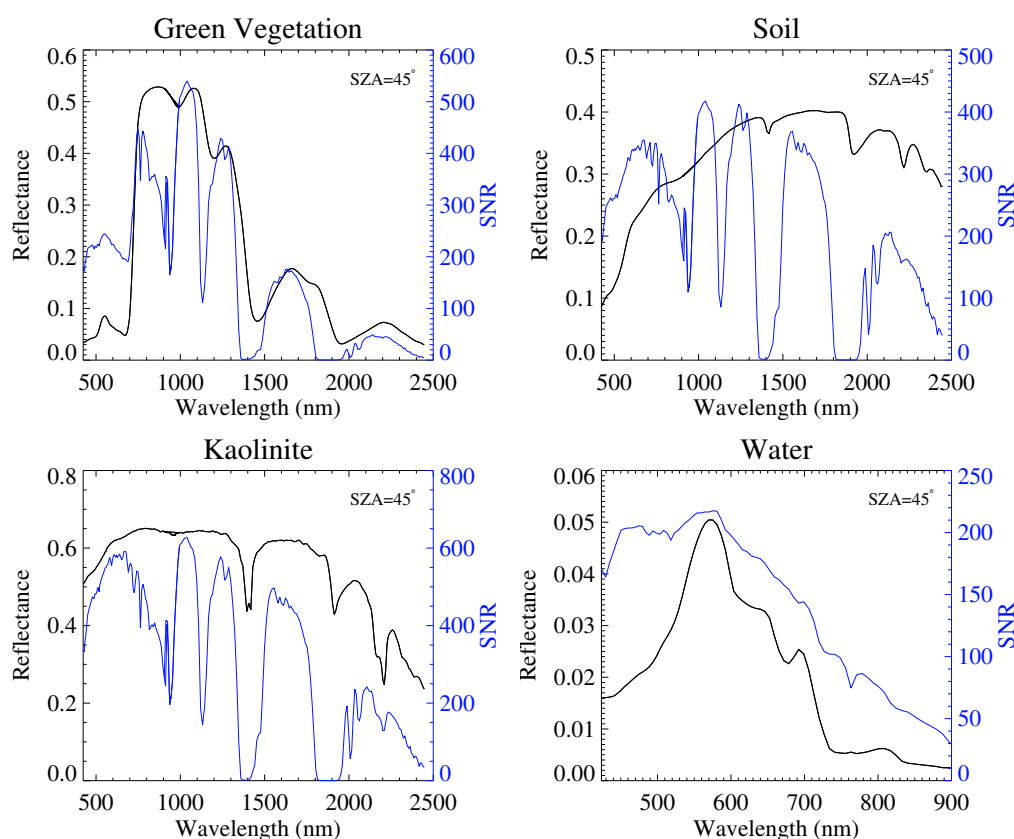 Green Vegetation
0.6
0.5
0.4
0.3
0.2
0.1
0.0
Reflectance
SZA=45°
600
500
400
300
200
100
0
SNR
500 1000 1500 2000 2500
Wavelength (nm)
Soil
0.5
0.4
0.3
0.2
0.1
0.0
Reflectance
SZA=45°
500
400
300
200
100
0
SNR
500 1000 1500 2000 2500
Wavelength (nm)
Kaolinite
0.8
0.6
0.4
0.2
0.0
Reflectance
SZA=45°
800
600
400
200
0
SNR
500 1000 1500 2000 2500
Wavelength (nm)
Water
0.06
0.05
0.04
0.03
0.02
0.01
0.00
Reflectance
SZA=45°
250
200
150
100
50
0
SNR
500 600 700 800 900
Wavelength (nm)